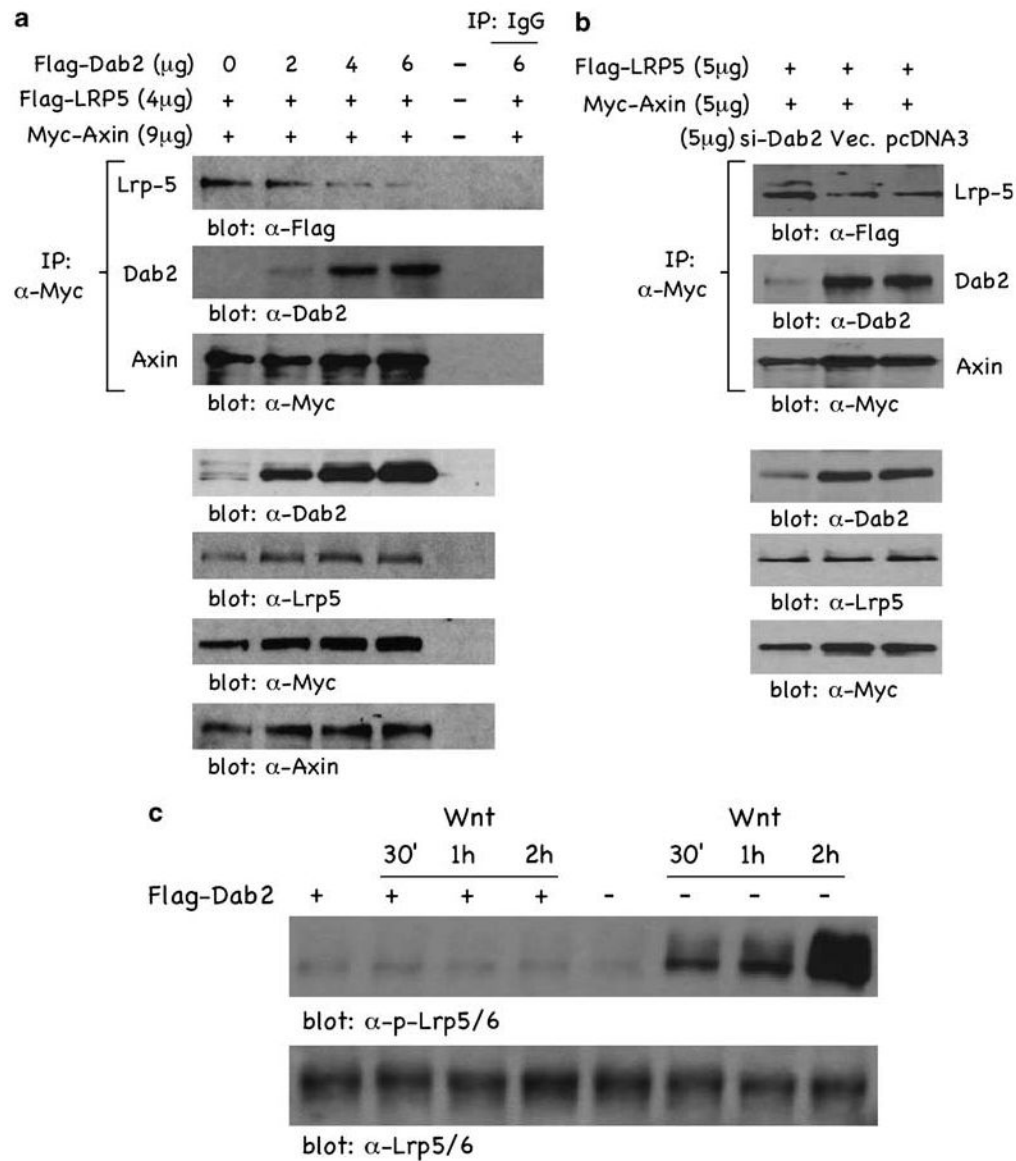 a
IP: IgG
Flag-Dab2 (μg) 0 2 4 6 – 6
Flag-LRP5 (4μg) + + + + – +
Myc-Axin (9μg) + + + + – +
IP:
α-Myc
Lrp-5
blot: α-Flag
Dab2
blot: α-Dab2
Axin
blot: α-Myc
blot: α-Dab2
blot: α-Lrp5
blot: α-Myc
blot: α-Axin
b
Flag-LRP5 (5μg) + + +
Myc-Axin (5μg) + + +
(5μg) si-Dab2 Vec. pcDNA3
IP:
α-Myc
Lrp-5
blot: α-Flag
Dab2
blot: α-Dab2
Axin
blot: α-Myc
blot: α-Dab2
blot: α-Lrp5
blot: α-Myc
c
Wnt Wnt
30' 1h 2h 30' 1h 2h
Flag-Dab2 + + + + - - - -
blot: α-p-Lrp5/6
blot: α-Lrp5/6